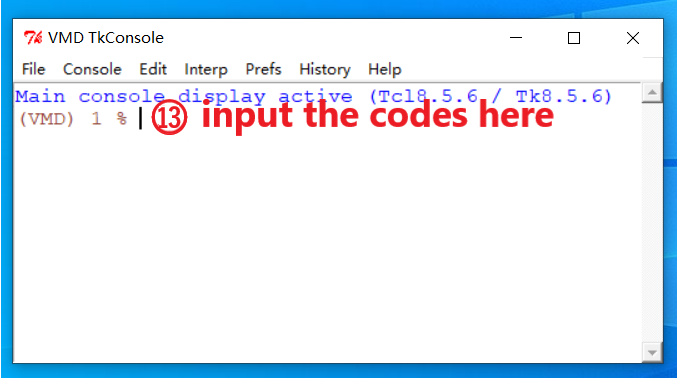 VMD TkConsole
File Console Edit Interp Prefs History Help
Main console display active (Tcl8.5.6 / Tk8.5.6)
(VMD) 1 % ⑬ input the codes here